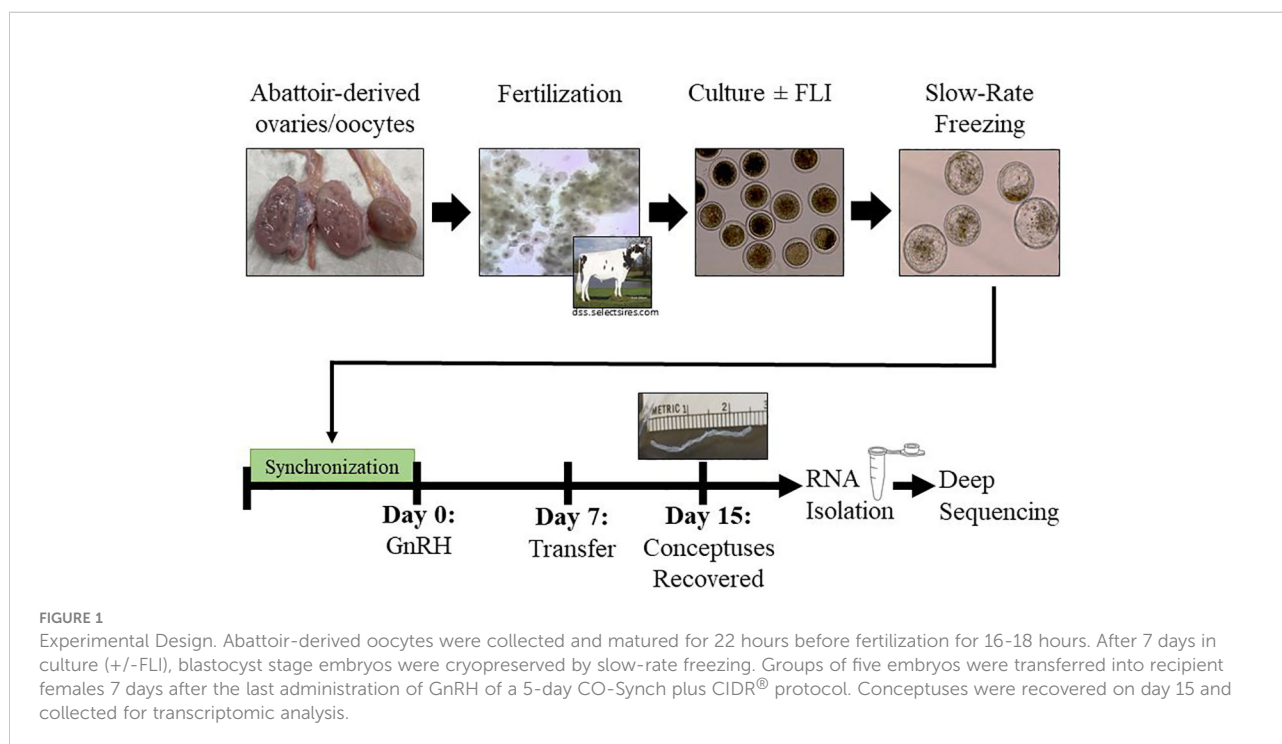 Abattoir-derived
ovaries/oocytes
Fertilization
Culture ± FLI
Slow-Rate
Freezing
dss.selectsires.com
METRIC 1 2 3
Synchronization
Day 0:
GnRH
Day 7:
Transfer
Day 15:
Conceptuses
Recovered
RNA
Isolation
Deep
Sequencing
FIGURE 1
Experimental Design. Abattoir-derived oocytes were collected and matured for 22 hours before fertilization for 16-18 hours. After 7 days in
culture (+/-FLI), blastocyst stage embryos were cryopreserved by slow-rate freezing. Groups of five embryos were transferred into recipient
females 7 days after the last administration of GnRH of a 5-day CO-Synch plus CIDR® protocol. Conceptuses were recovered on day 15 and
collected for transcriptomic analysis.